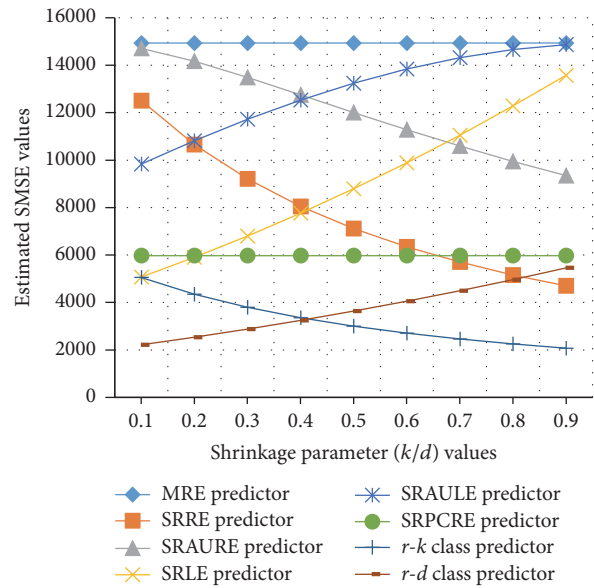 Estimated SMSE values
16000
14000
12000
10000
8000
6000
4000
2000
0
0.1 0.2 0.3 0.4 0.5 0.6 0.7 0.8 0.9
Shrinkage parameter (k/d) values
MRE predictor
SRRE predictor
SRAURE predictor
SRLE predictor
SRAULE predictor
SRPCRE predictor
r-k class predictor
r-d class predictor